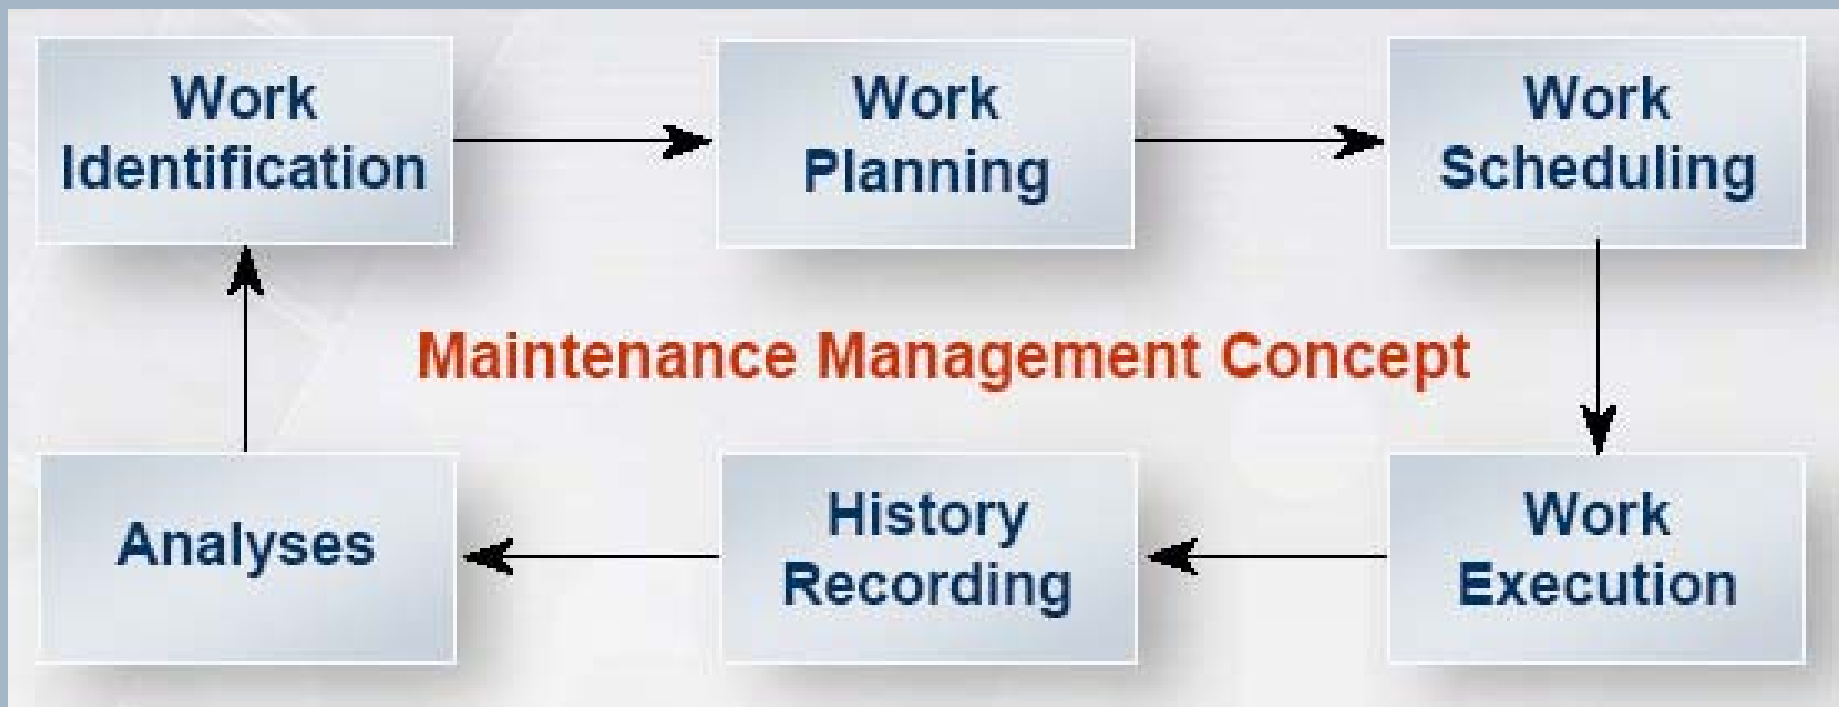 Work
Identification
Work
Planning
Work
Scheduling
Maintenance Management Concept
Analyses
History
Recording
Work
Execution